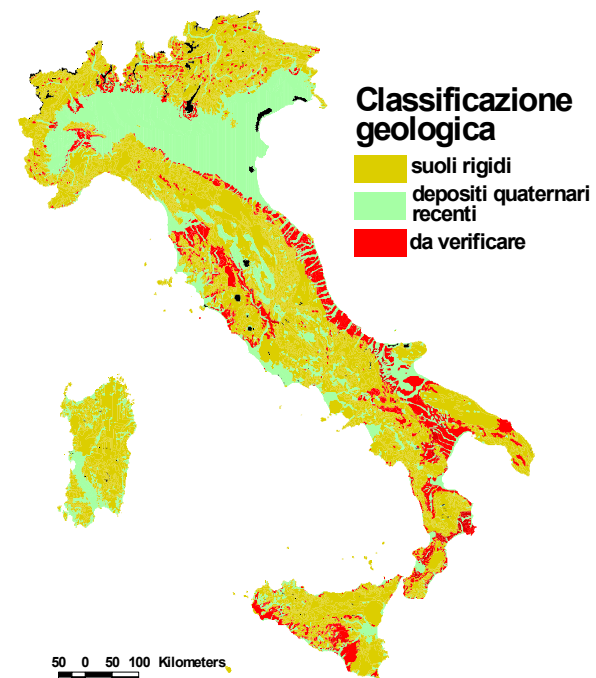 Classificazione
geologica
suoli rigidi
depositi quaternari
recenti
da verificare
50 0 50 100 Kilometers